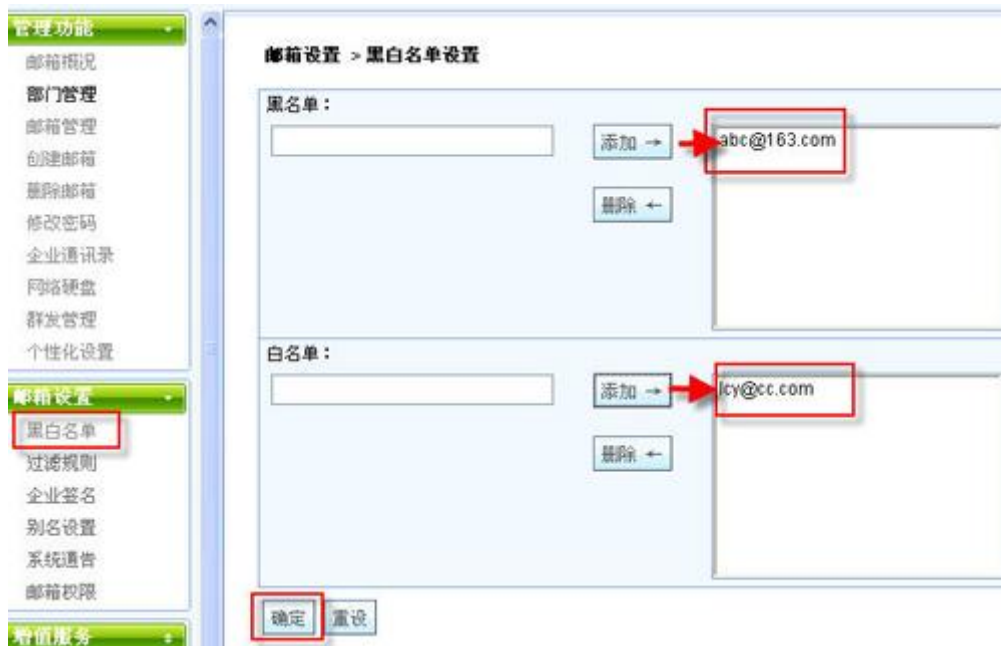 管理功能
邮箱概况
部门管理
邮箱管理
创建邮箱
删除邮箱
修改密码
企业通讯录
网络硬盘
群发管理
个性化设置
邮箱设置
黑白名单
过滤规则
企业签名
别名设置
系统通告
邮箱权限
增值服务
邮箱设置 > 黑白名单设置
黑名单：
添加 →
abc@163.com
删除 ←
白名单：
添加 →
lcy@cc.com
删除 ←
确定
重设